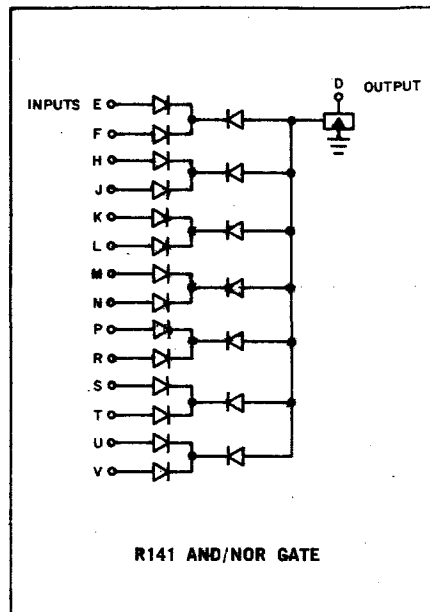 D OUTPUT
INPUTS E
F
H
J
K
L
M
N
P
R
S
T
U
V
R141 AND/NOR GATE